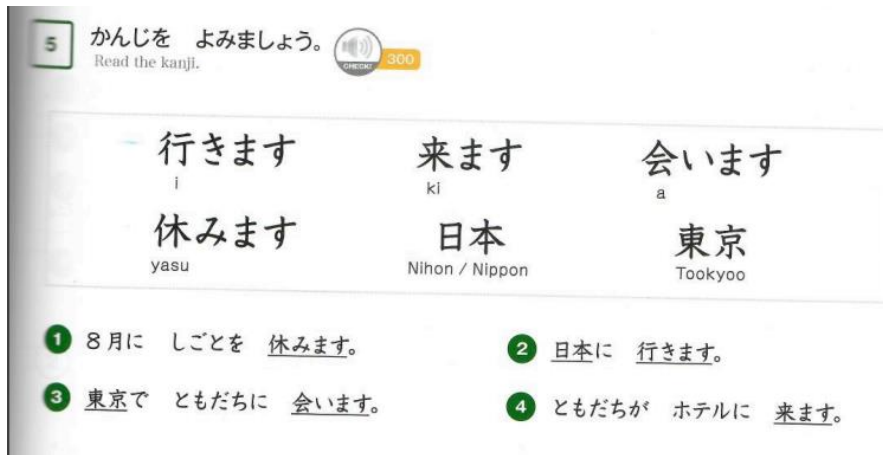 5 かんじを よみましょう。 CHECK! 300
Read the kanji.
行きます 来ます 会います
i ki a
休みます 日本 東京
yasu Nihon / Nippon Tookyoo
1 8月に しごとを 休みます。 2 日本に 行きます。
3 東京で ともだちに 会います。 4 ともだちが ホテルに 来ます。